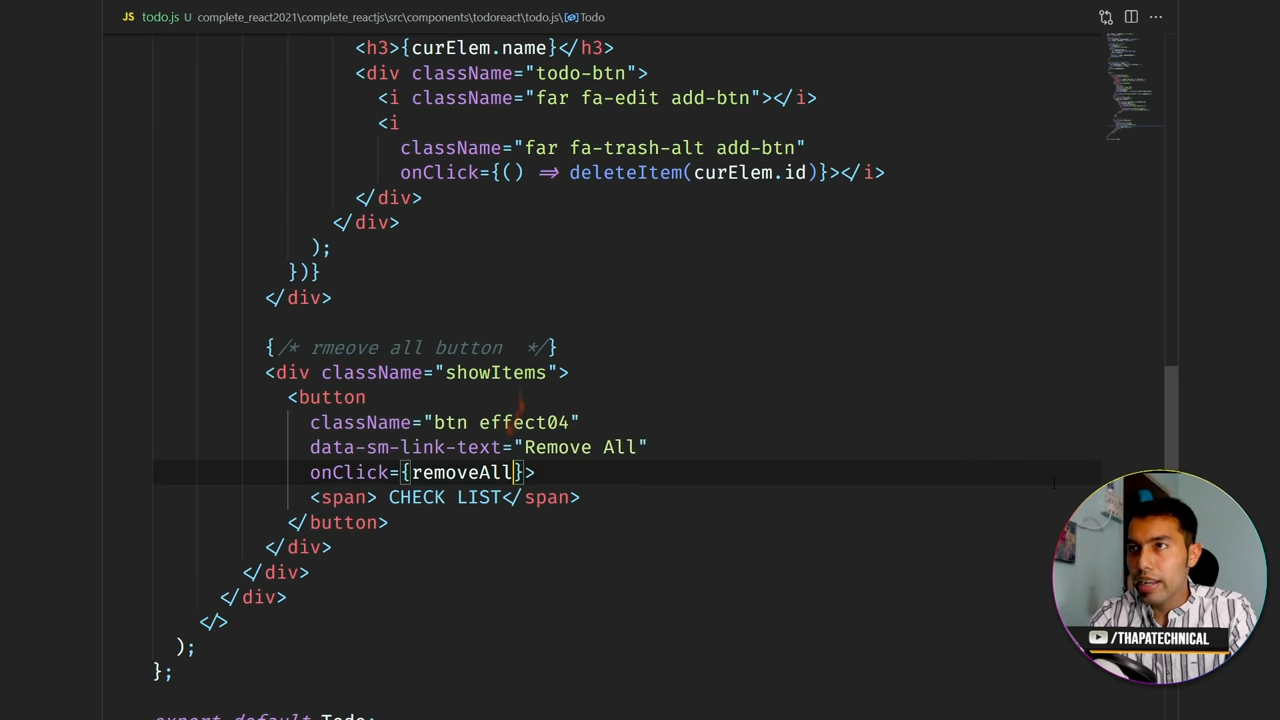 JS todo.js U complete_react2021\complete_reactjs\src\components\todoreact\todo.js\Todo
<h3>{curElem.name}</h3>
<div className="todo-btn">
<i className="far fa-edit add-btn"></i>
<i
className="far fa-trash-alt add-btn"
onClick={() => deleteItem(curElem.id)}></i>
</div>
</div>
);
})}
</div>
{/* rmeove all button */}
<div className="showItems">
<button
className="btn effect04"
data-sm-link-text="Remove All"
onClick={removeAll}>
<span> CHECK LIST</span>
</button>
</div>
</div>
</div>
</>
);
};
export default Todo;
/THAPATECHNICAL